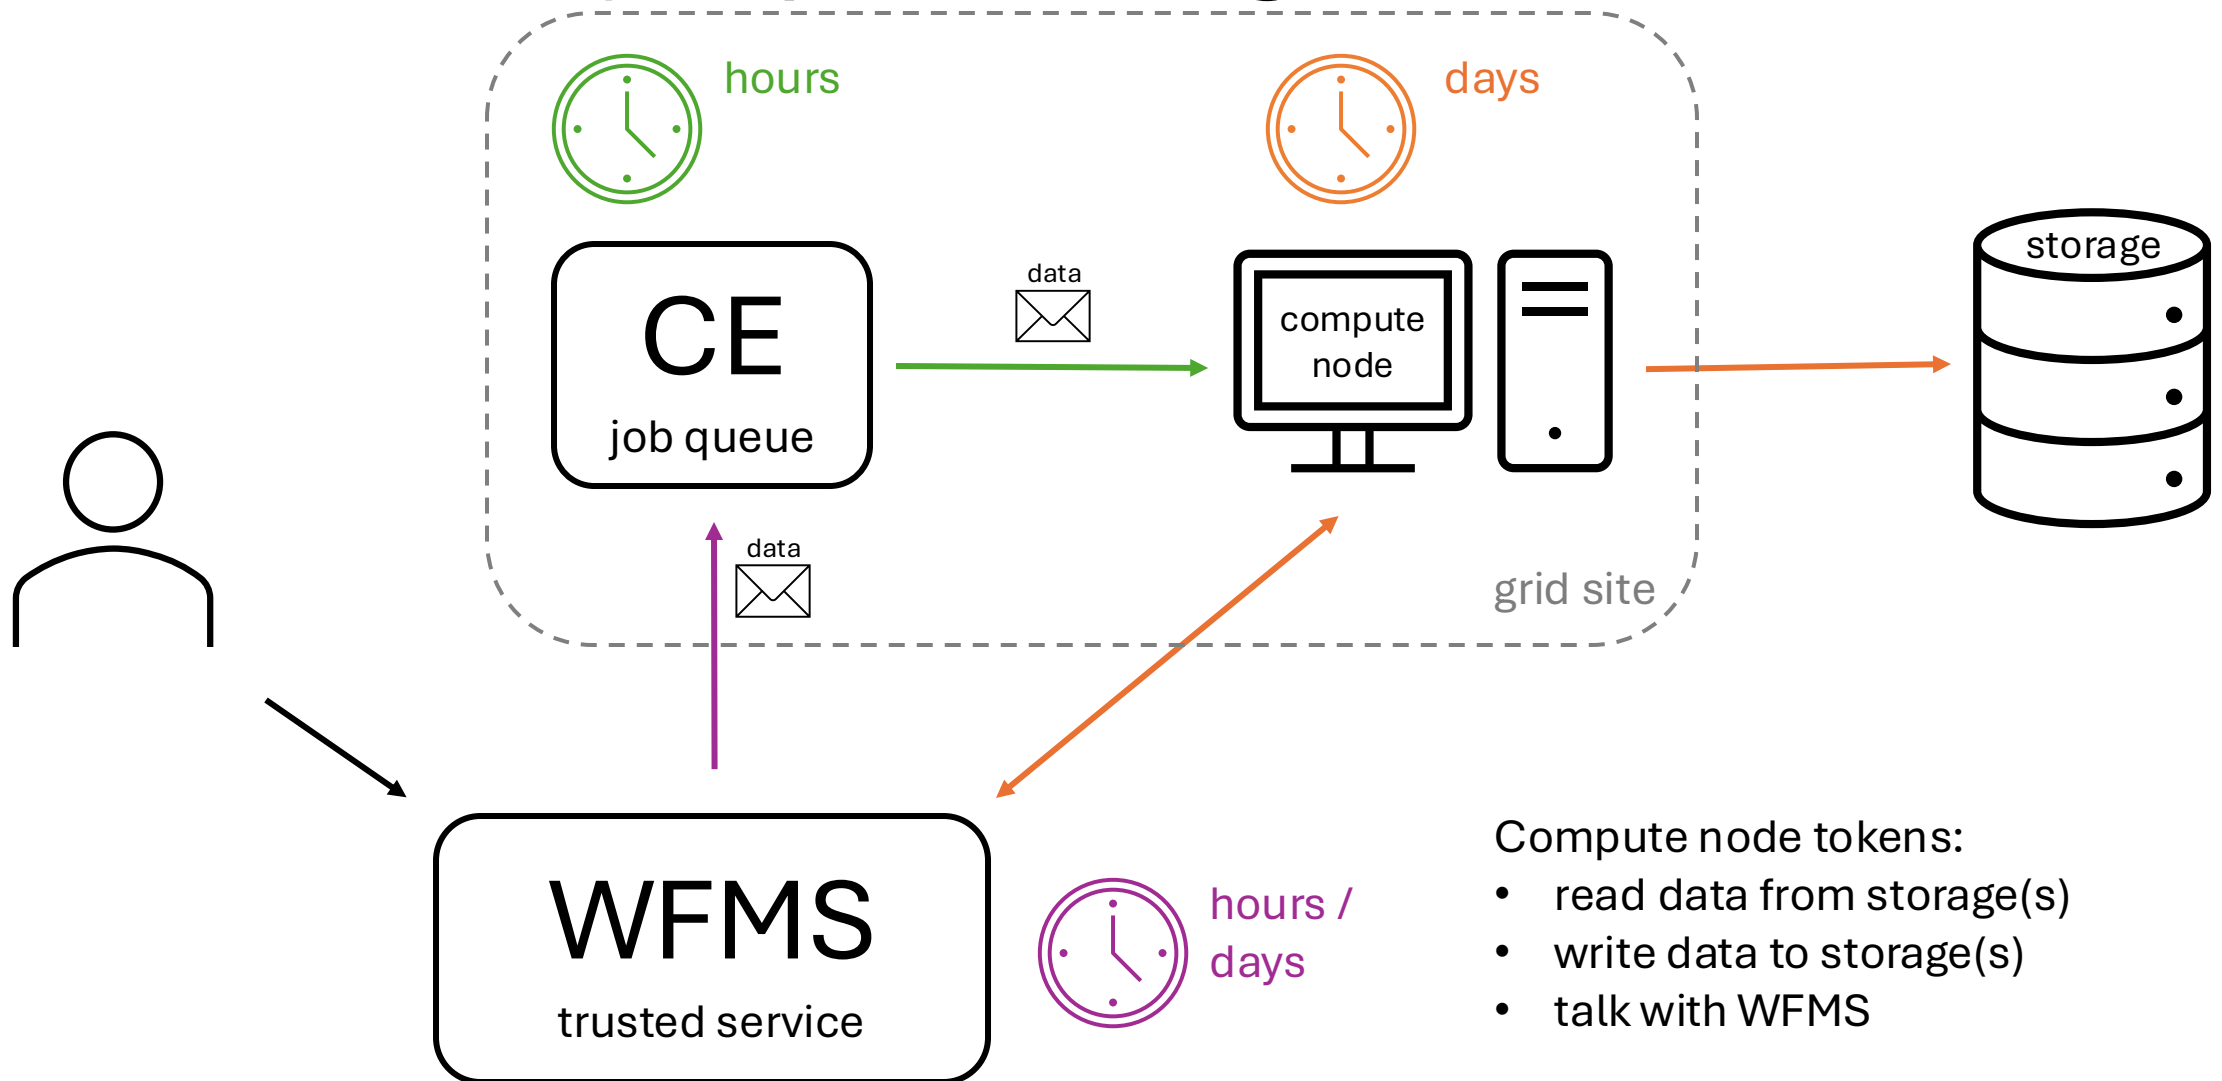 hours
days
CE
job queue
data
compute
node
storage
data
grid site
WFMS
trusted service
hours /
days
Compute node tokens:
• read data from storage(s)
• write data to storage(s)
• talk with WFMS